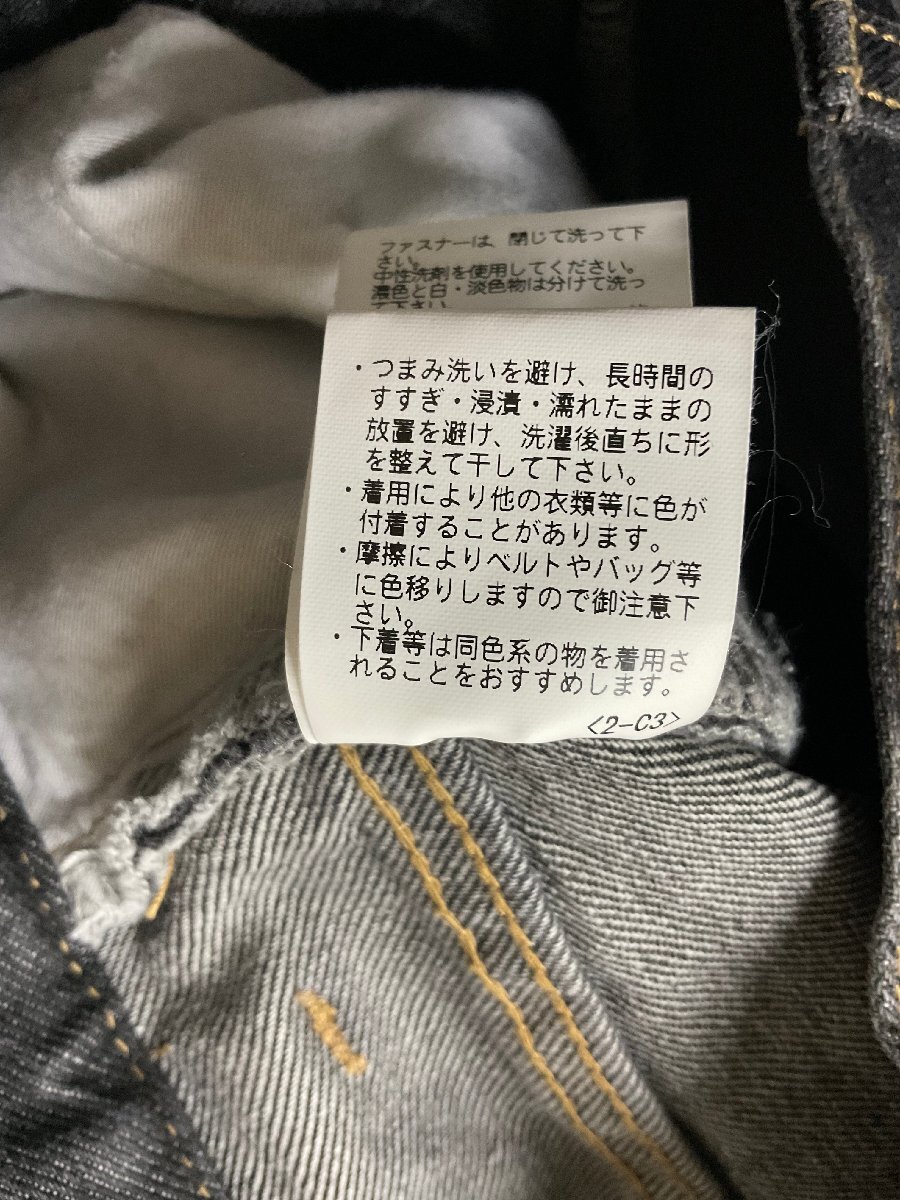 ファスナーは、閉じて洗って下
さい。
中性洗剤を使用してください。
濃色と白・淡色物は分けて洗っ
て下さい。
・つまみ洗いを避け、長時間の
すすぎ・浸漬・濡れたままの
放置を避け、洗濯後直ちに形
を整えて干して下さい。
・着用により他の衣類等に色が
付着することがあります。
・摩擦によりベルトやバッグ等
に色移りしますので御注意下
さい。
・下着等は同色系の物を着用さ
れることをおすすめします。
<2-C3>